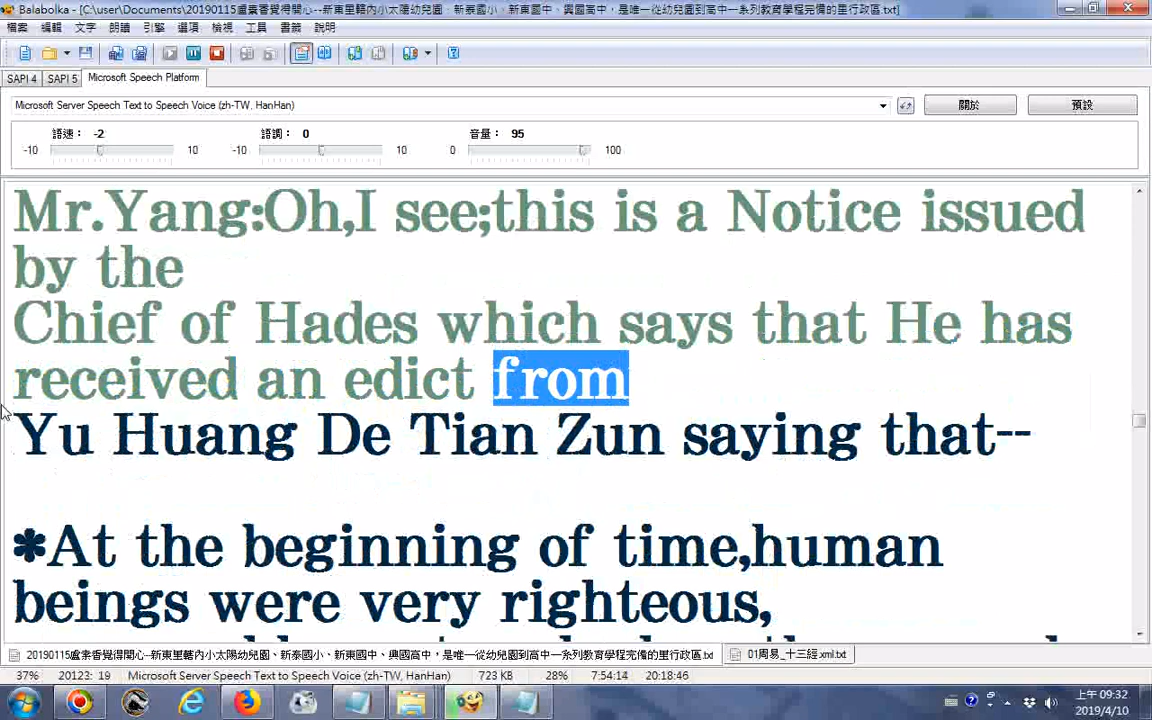 Balabolka - [C:\user\Documents\20190115盧素香覺得開心--新東里轄內小太陽幼兒園、新泰國小、新東國中、興國高中，是唯一從幼兒園到高中一系列教育學程完備的里行政區.txt]
檔案 編輯 文字 朗讀 引擎 選項 檢視 工具 書籤 說明
SAPI 4 SAPI 5 Microsoft Speech Platform
Microsoft Server Speech Text to Speech Voice (zh-TW, HanHan) 關於 預設
語速： -2 語調： 0 音量： 95
-10 10 -10 10 0 100
Mr.Yang:Oh,I see;this is a Notice issued
by the
Chief of Hades which says that He has
received an edict from
Yu Huang De Tian Zun saying that--
*At the beginning of time,human
beings were very righteous,
20190115盧素香覺得開心--新東里轄內小太陽幼兒園、新泰國小、新東國中、興國高中，是唯一從幼兒園到高中一系列教育學程完備的里行政區.txt 01周易_十三經.xml.txt
37% 20123: 19 Microsoft Server Speech Text to Speech Voice (zh-TW, HanHan) 723 KB 28% 7:54:14 20:18:46
上午 09:32
2019/4/10